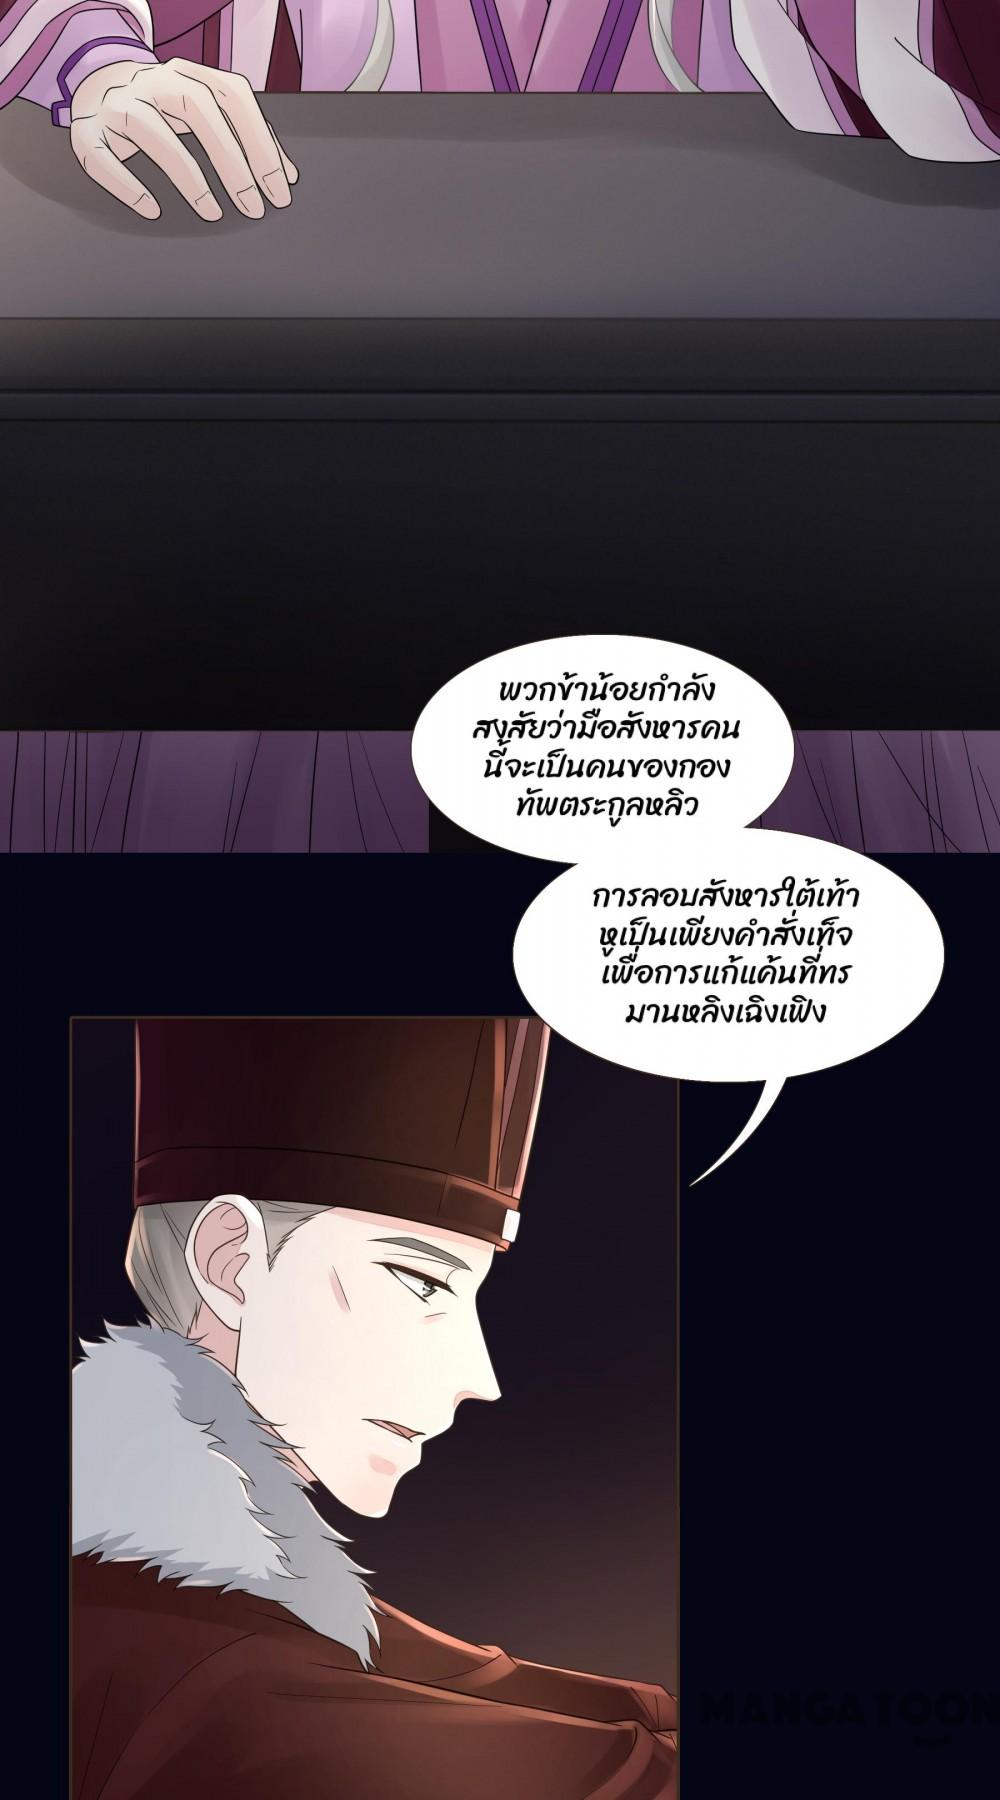 พวกข้าน้อยกำลัง
สงสัยว่ามือสังหารคน
นี้จะเป็นคนของกอง
ทัพตระกูลหลิว
การลอบสังหารใต้เท้า
หูเป็นเพียงคำสั่งเท็จ
เพื่อการแก้แค้นที่ทร
มานหลิงเฉิงเฟิง
MANGATOON